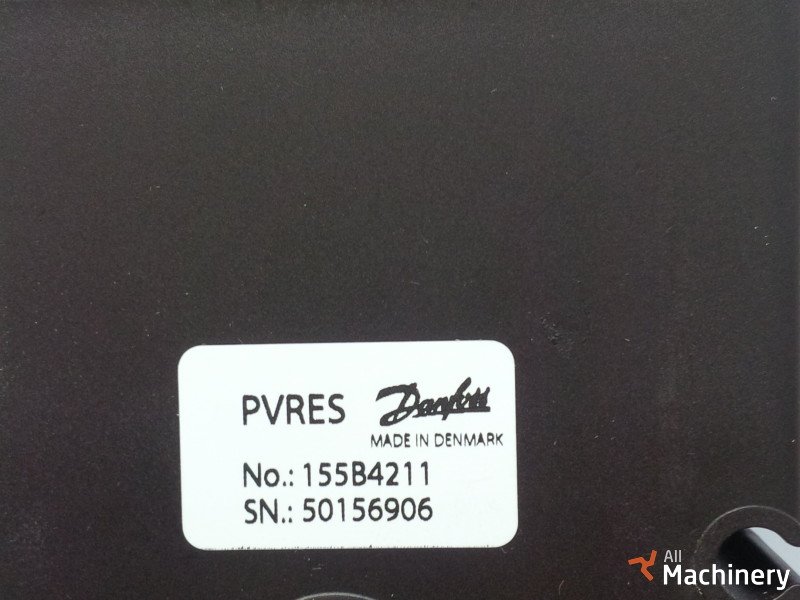 PVRES Danfoss
MADE IN DENMARK
No.: 155B4211
SN.: 50156906
All
Machinery